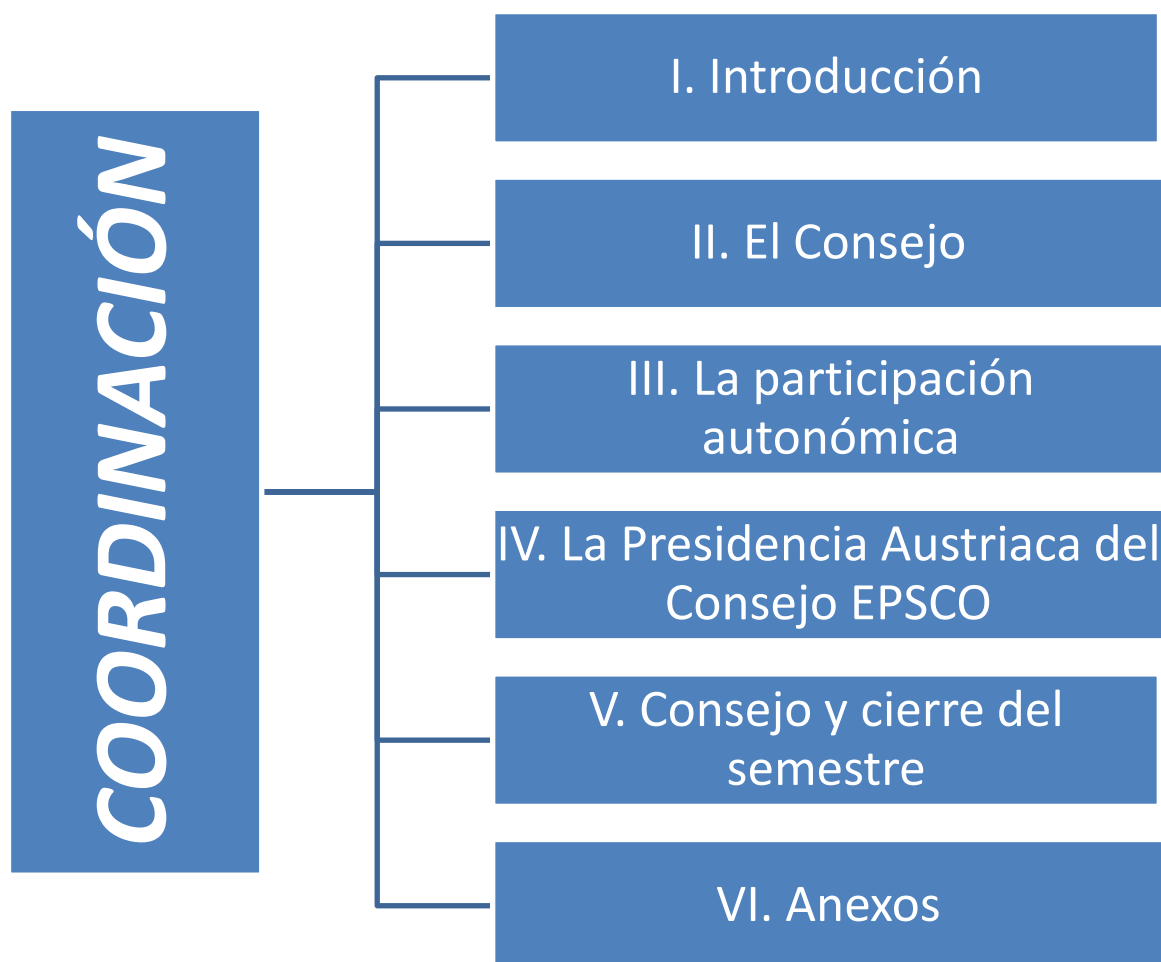 COORDINACIÓN
I. Introducción
II. El Consejo
III. La participación
autonómica
IV. La Presidencia Austriaca del
Consejo EPSCO
V. Consejo y cierre del
semestre
VI. Anexos